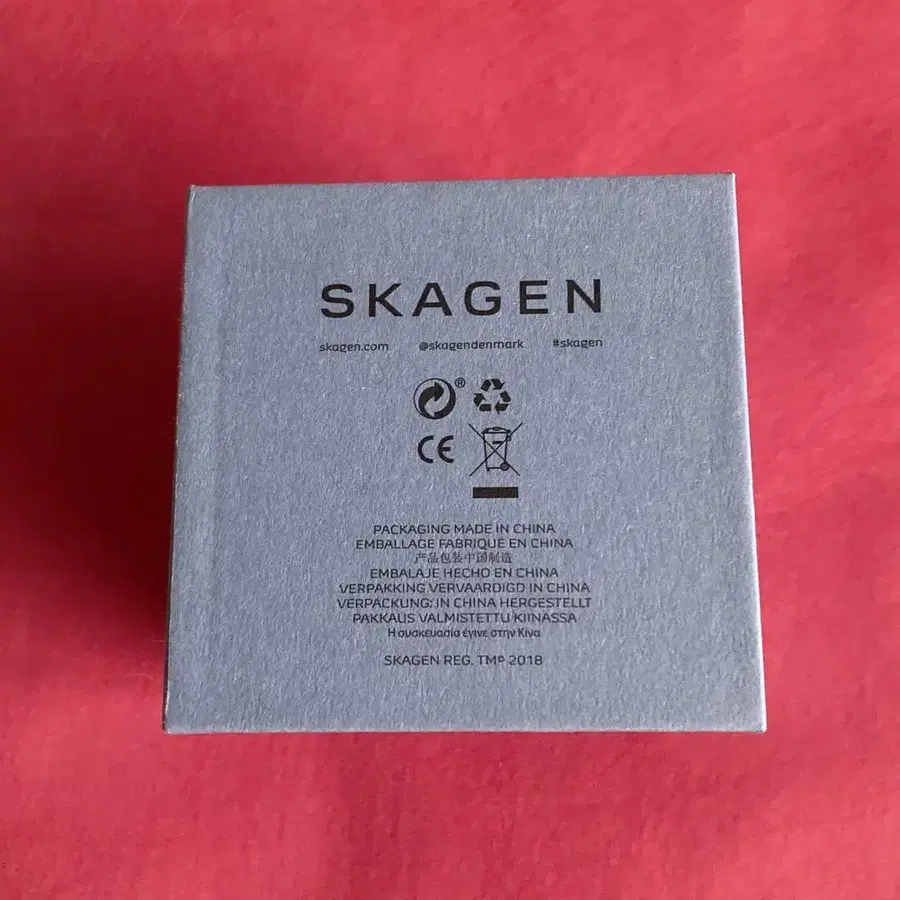 SKAGEN
skagen.com @skagendenmark #skagen
®
CE
PACKAGING MADE IN CHINA
EMBALLAGE FABRIQUÉ EN CHINA
产品包装中国制造
EMBALAJE HECHO EN CHINA
VERPAKKING VERVAARDIGD IN CHINA
VERPACKUNG: IN CHINA HERGESTELLT
PAKKAUS VALMISTETTU KIINASSA
Η συσκευασία έγινε στην Κίνα
SKAGEN REG. TM© 2018